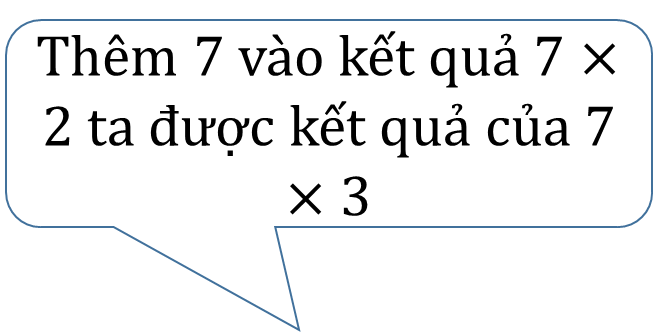 Thêm 7 vào kết quả 7 ×
2 ta được kết quả của 7
× 3